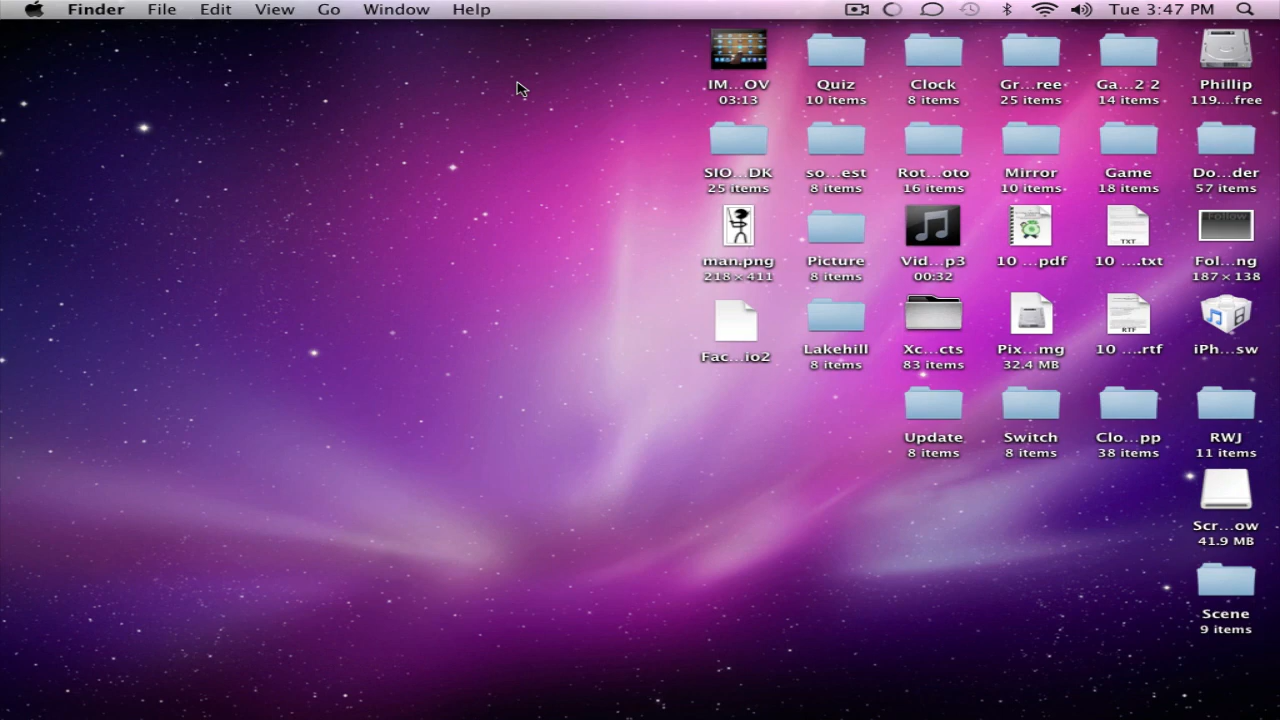 Finder File Edit View Go Window Help Tue 3:47 PM
IM...OV Quiz Clock Gr...ree Ga...2 2 Phillip
03:13 10 items 8 items 25 items 14 items 119....free
SIO...DK so...est Rot...oto Mirror Game Do...der
25 items 8 items 16 items 10 items 18 items 57 items
Follow
TXT
man.png Picture Vid...p3 10 ...pdf 10 ....txt Fol...ng
218×411 8 items 00:32 187×138
RTF
Fac...io2 Lakehill Xc...cts Pix...mg 10 ....rtf iPh...sw
8 items 83 items 32.4 MB
Update Switch Clo...pp RWJ
8 items 8 items 38 items 11 items
Scr...ow
41.9 MB
Scene
9 items